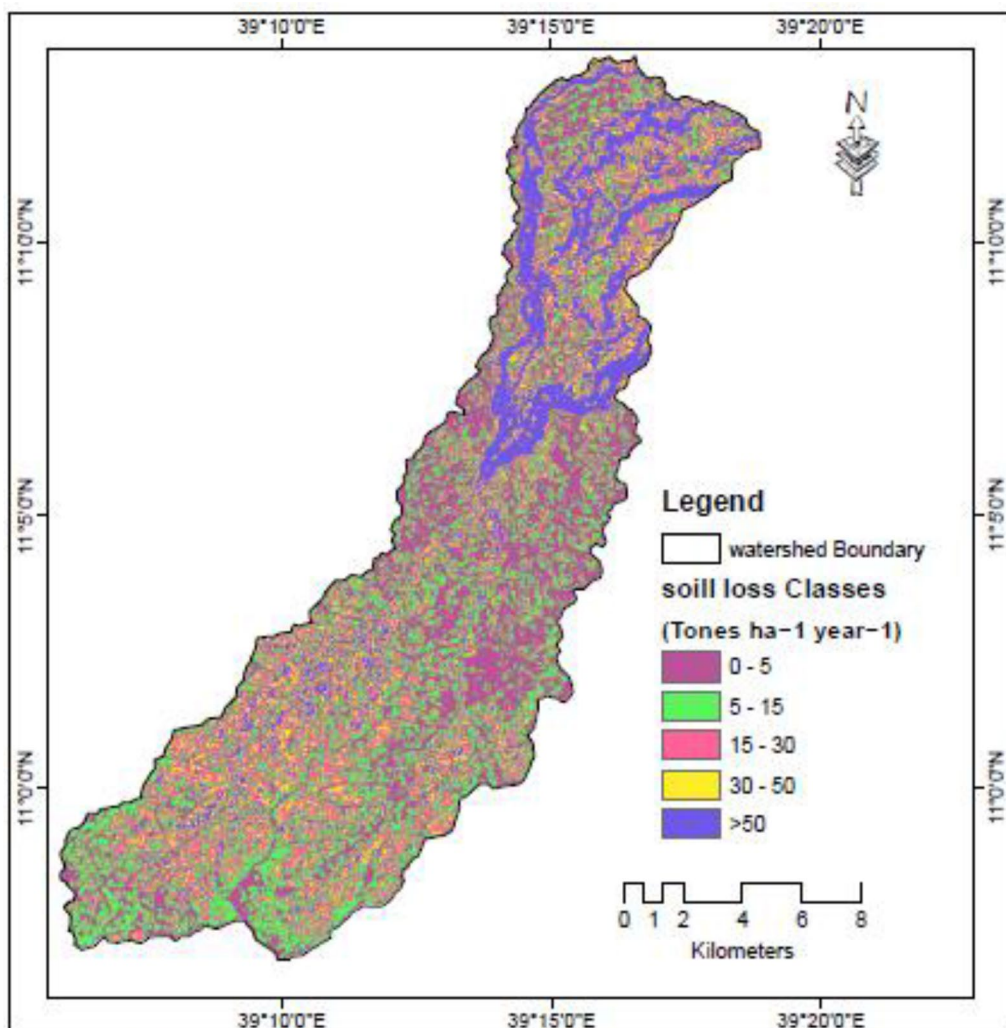 39°10'0"E 39°15'0"E 39°20'0"E
N
11°10'0"N 11°10'0"N
11°5'0"N 11°5'0"N
11°0'0"N 11°0'0"N
Legend
watershed Boundary
soill loss Classes
(Tones ha−1 year−1)
0 - 5
5 - 15
15 - 30
30 - 50
>50
0 1 2 4 6 8
Kilometers
39°10'0"E 39°15'0"E 39°20'0"E